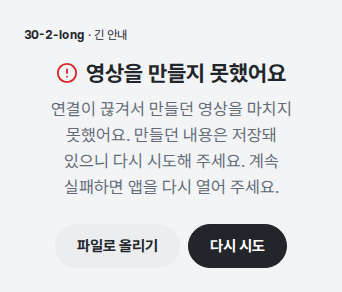 30-2-long · 긴 안내
영상을 만들지 못했어요
연결이 끊겨서 만들던 영상을 마치지
못했어요. 만들던 내용은 저장돼
있으니 다시 시도해 주세요. 계속
실패하면 앱을 다시 열어 주세요.
파일로 올리기 다시 시도